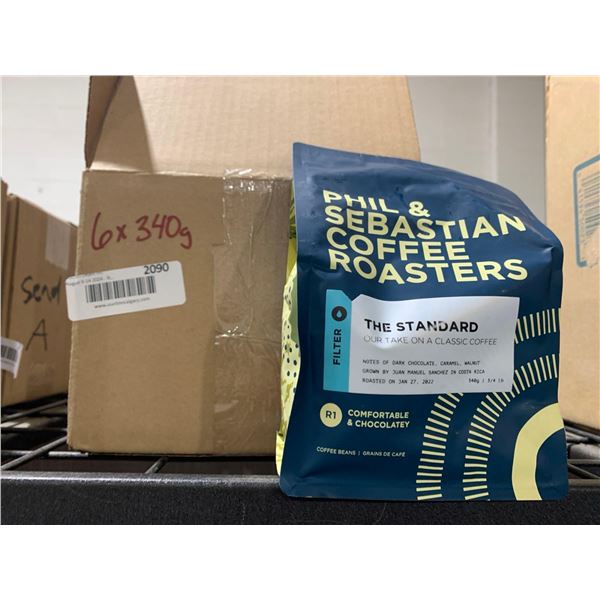 6 x 340g
2090
Send
A
PHIL &
SEBASTIAN
COFFEE
ROASTERS
FILTER
THE STANDARD
OUR TAKE ON A CLASSIC COFFEE
NOTES OF DARK CHOCOLATE, CARAMEL, WALNUT
GROWN BY JUAN MANUEL SANCHEZ IN COSTA RICA
ROASTED ON JAN 27, 2022
340g | 3/4 lb
R1
COMFORTABLE
& CHOCOLATEY
COFFEE BEANS | GRAINS DE CAFÉ